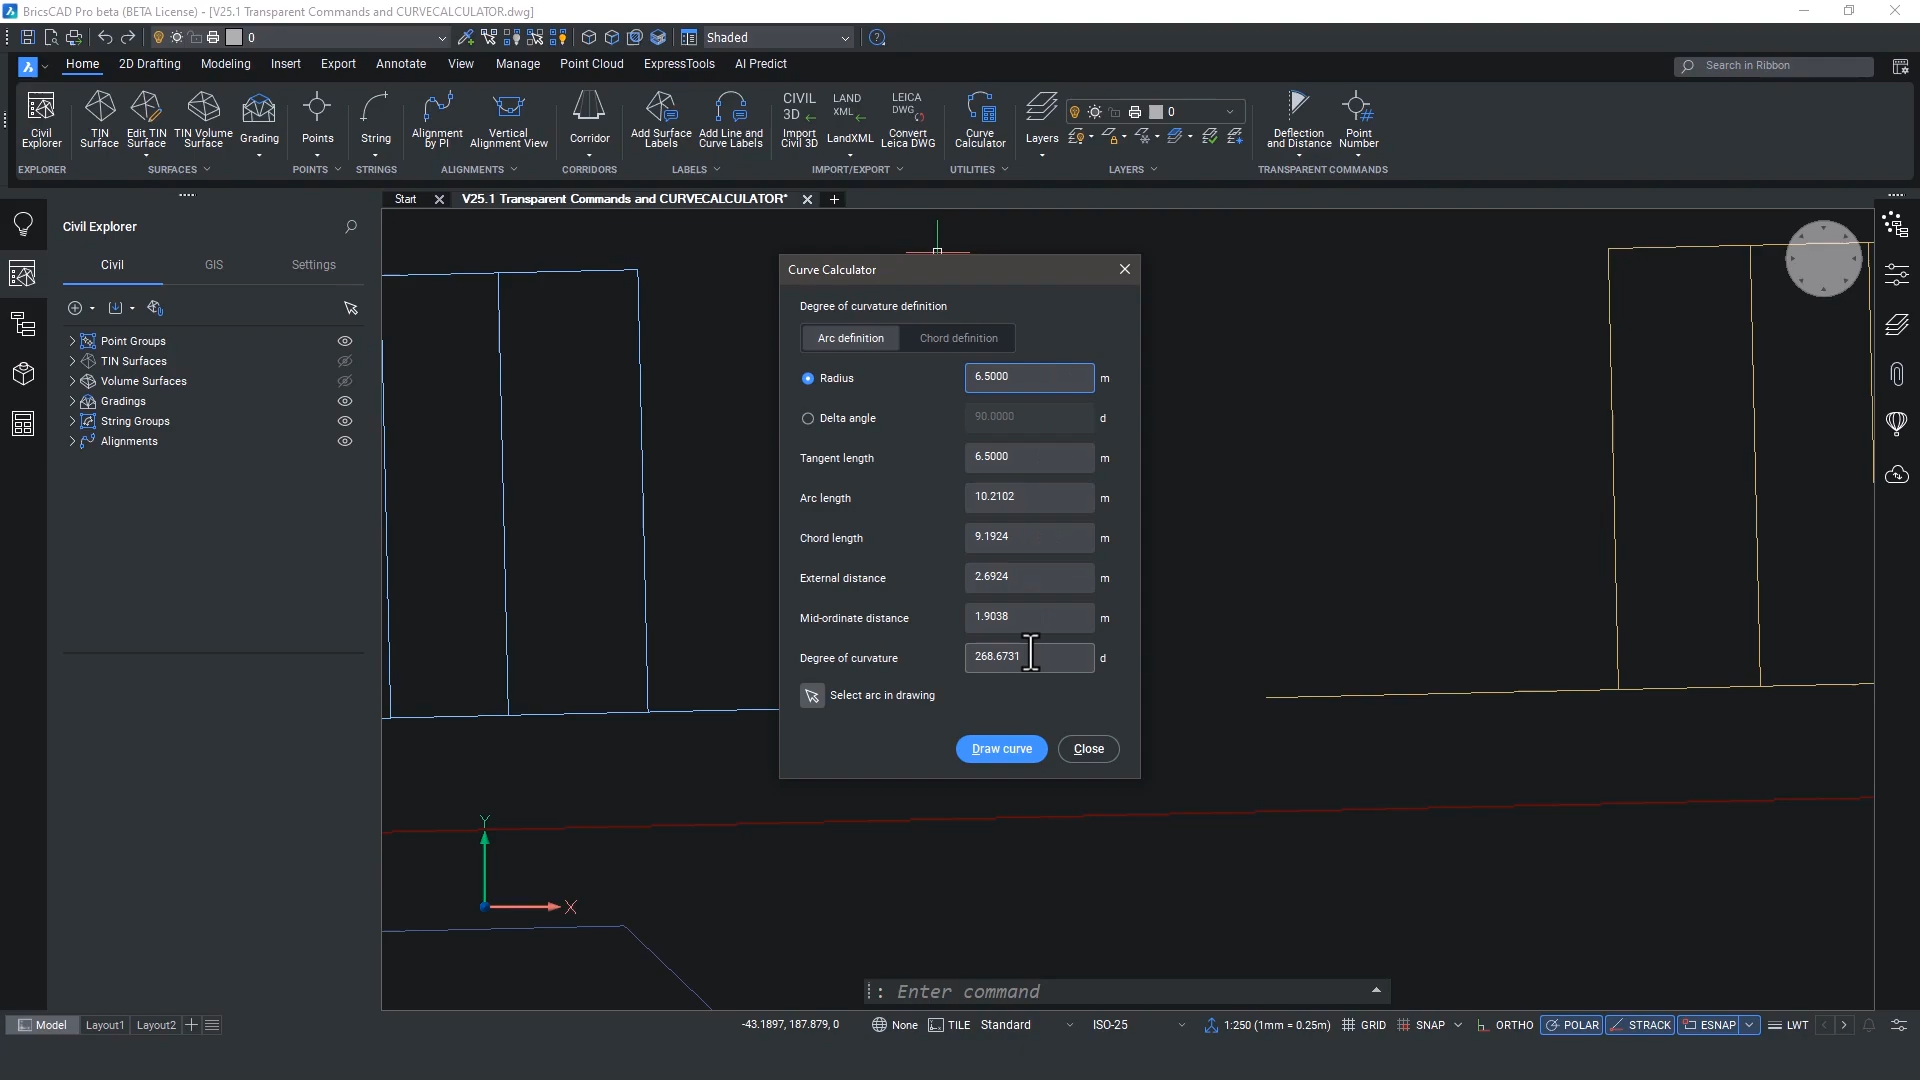 BricsCAD Pro beta (BETA License) - [V25.1 Transparent Commands and CURVECALCULATOR.dwg]
0
Shaded
Home 2D Drafting Modeling Insert Export Annotate View Manage Point Cloud ExpressTools AI Predict
Search in Ribbon
Civil Explorer
TIN Surface
Edit TIN Surface
TIN Volume Surface
Grading
Points
String
Alignment by PI
Vertical Alignment View
Corridor
Add Surface Labels
Add Line and Curve Labels
CIVIL 3D
Import Civil 3D
LAND XML
LandXML
LEICA DWG
Convert Leica DWG
Curve Calculator
Layers
0
Deflection and Distance
Point Number
EXPLORER SURFACES POINTS STRINGS ALIGNMENTS CORRIDORS LABELS IMPORT/EXPORT UTILITIES LAYERS TRANSPARENT COMMANDS
Start V25.1 Transparent Commands and CURVECALCULATOR*
Civil Explorer
Civil GIS Settings
Point Groups
TIN Surfaces
Volume Surfaces
Gradings
String Groups
Alignments
Curve Calculator
Degree of curvature definition
Arc definition Chord definition
Radius 6.5000 m
Delta angle 90.0000 d
Tangent length 6.5000 m
Arc length 10.2102 m
Chord length 9.1924 m
External distance 2.6924 m
Mid-ordinate distance 1.9038 m
Degree of curvature 268.6731 d
Select arc in drawing
Draw curve Close
Y
X
: Enter command
Model Layout1 Layout2
-43.1897, 187.879, 0 None TILE Standard ISO-25 1:250 (1mm = 0.25m) GRID SNAP ORTHO POLAR STRACK ESNAP LWT